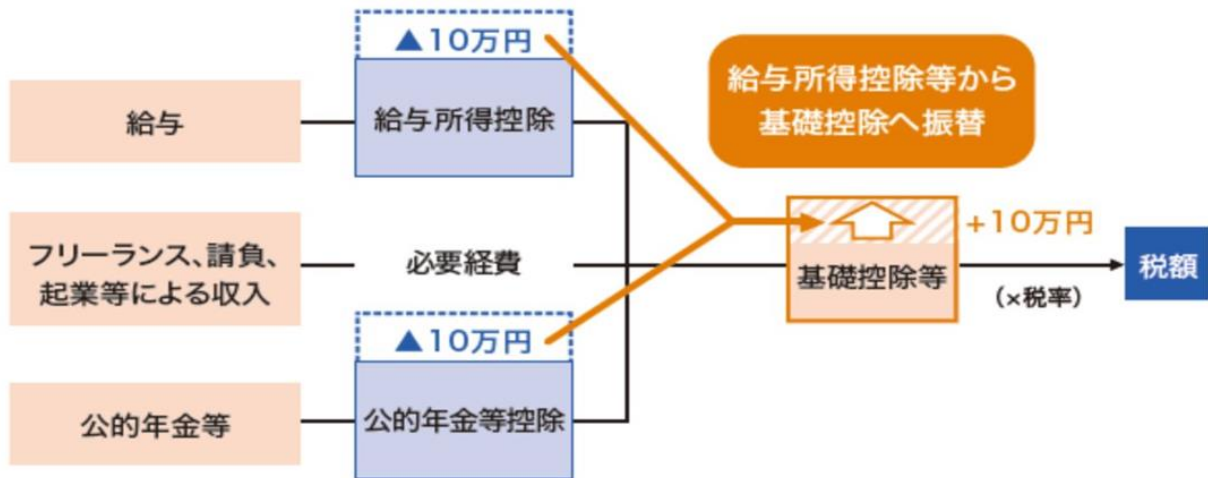 ▲10万円
給与
給与所得控除
給与所得控除等から
基礎控除へ振替
フリーランス、請負、
起業等による収入
必要経費
+10万円
基礎控除等
(×税率)
税額
▲10万円
公的年金等
公的年金等控除